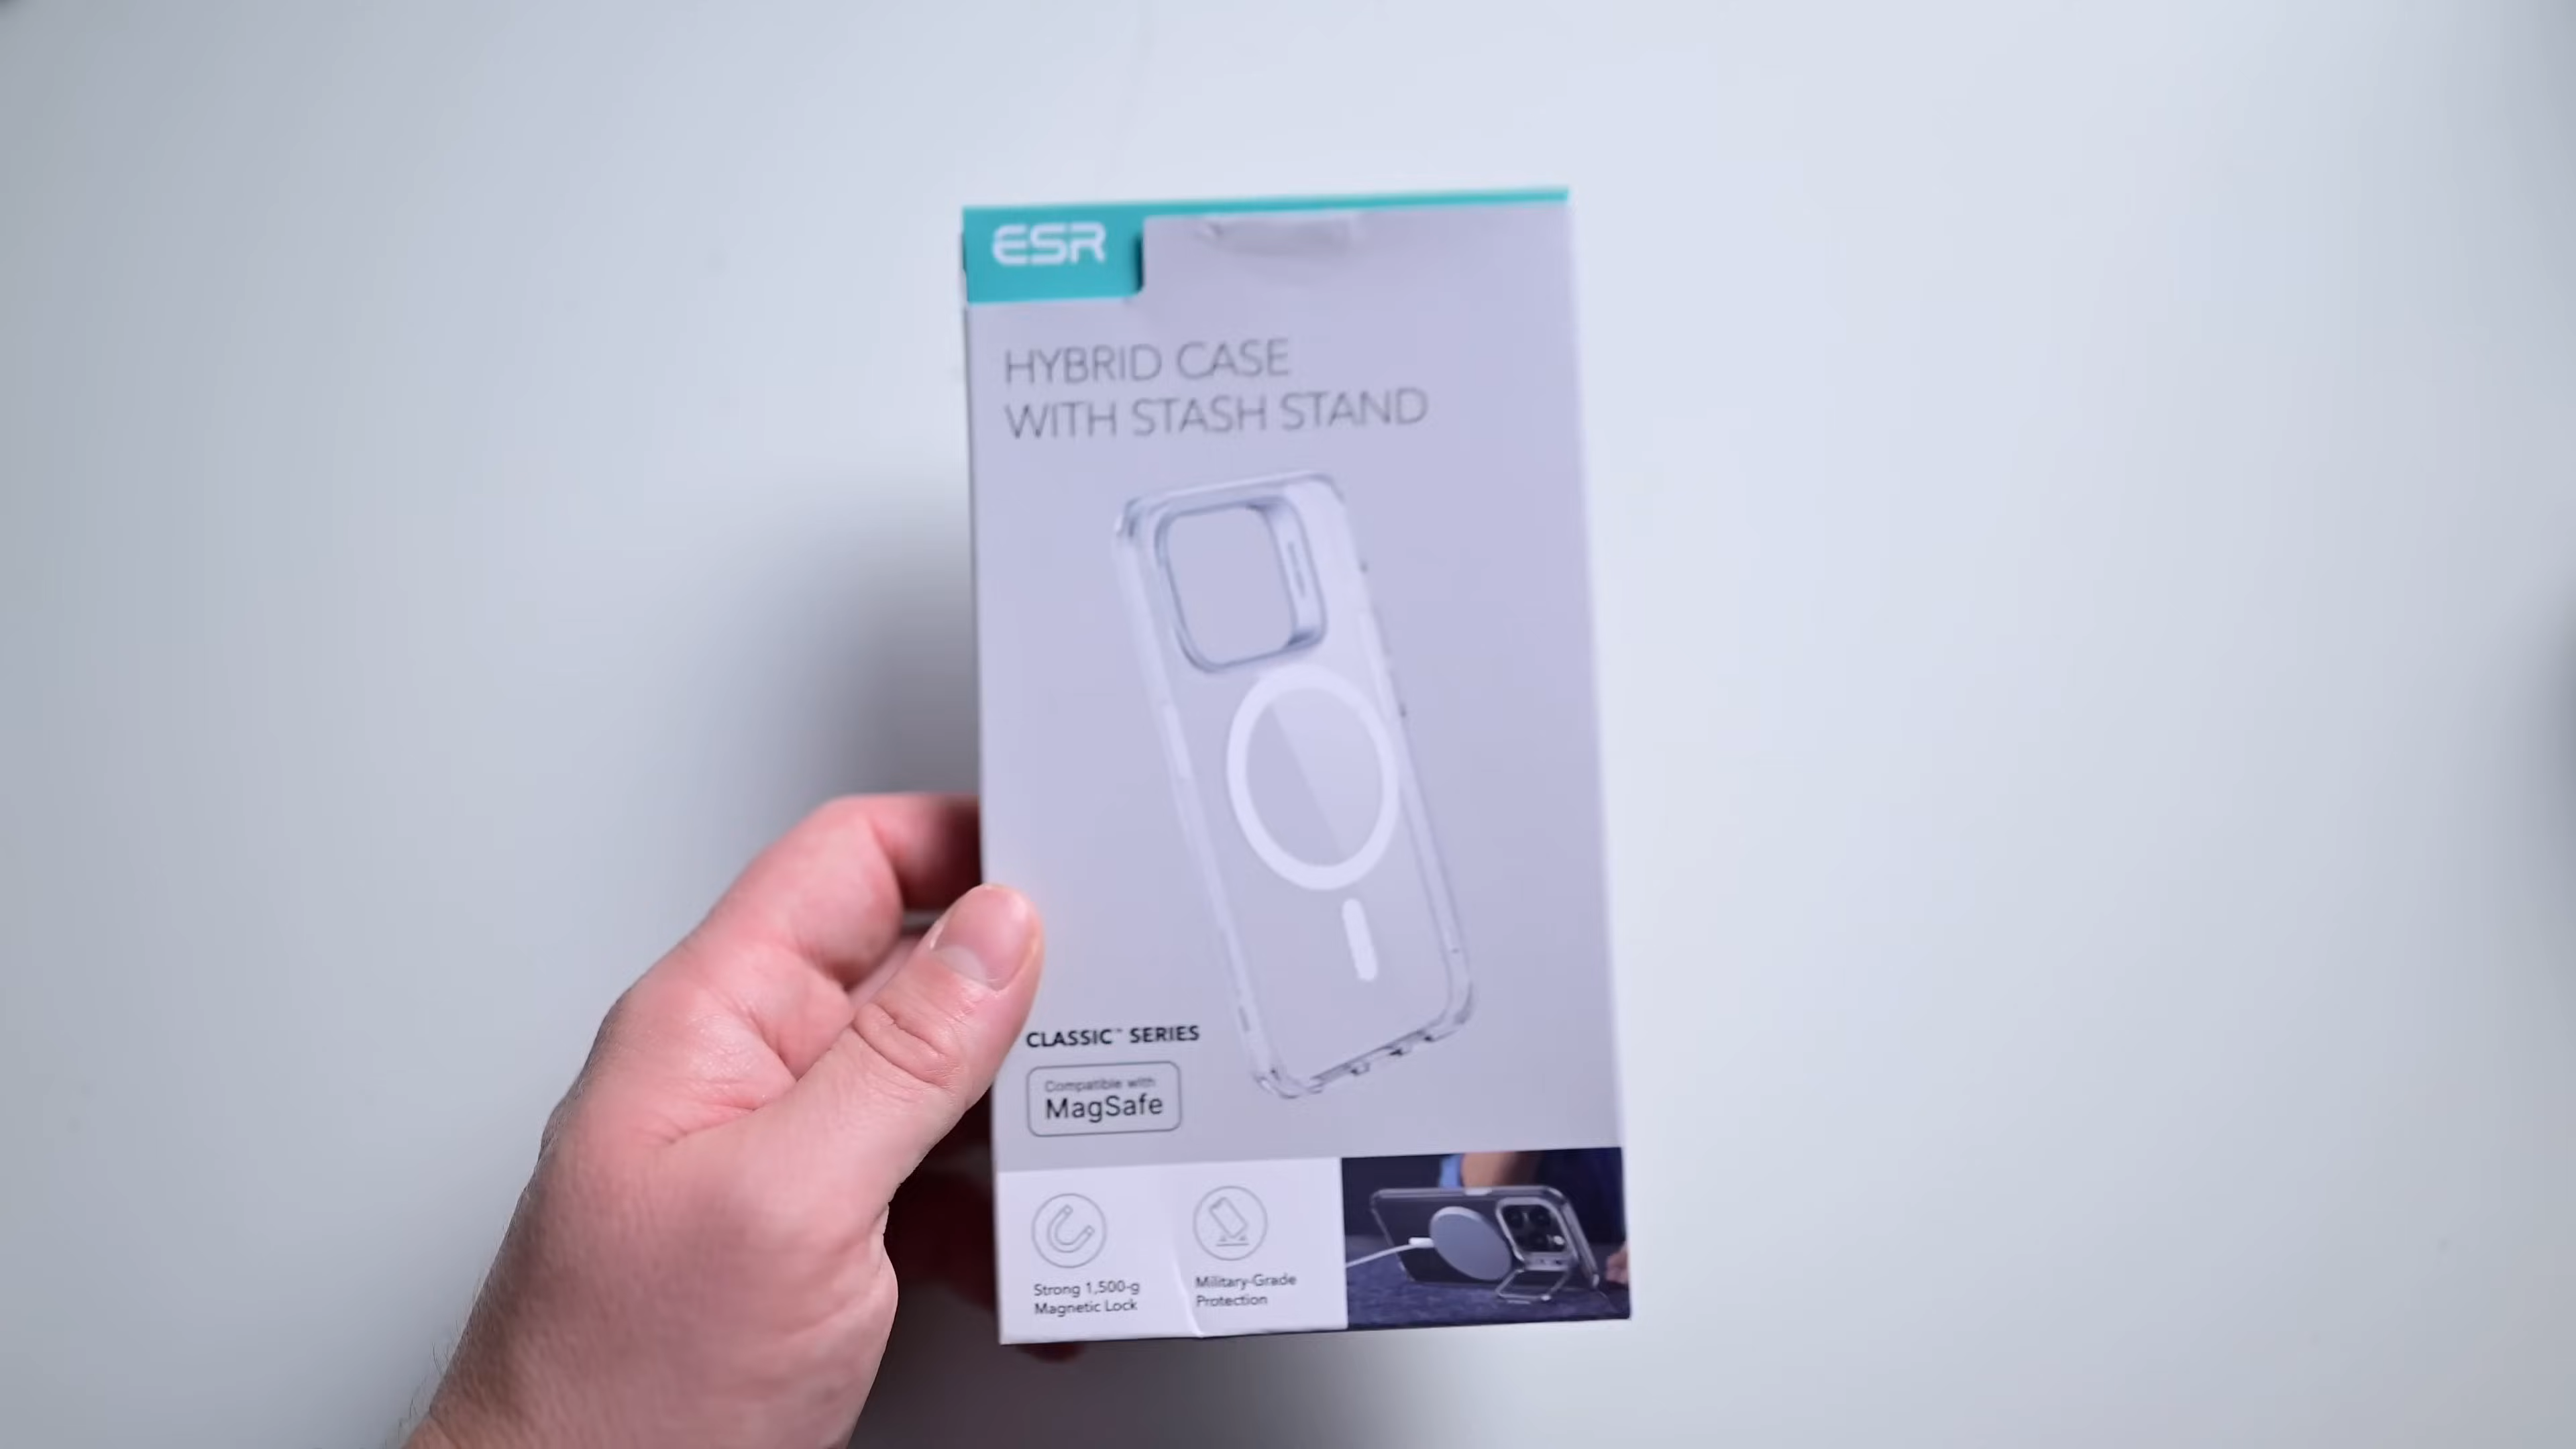 ESR
HYBRID CASE
WITH STASH STAND
CLASSIC™ SERIES
Compatible with
MagSafe
Strong 1,500-g
Magnetic Lock
Military-Grade
Protection